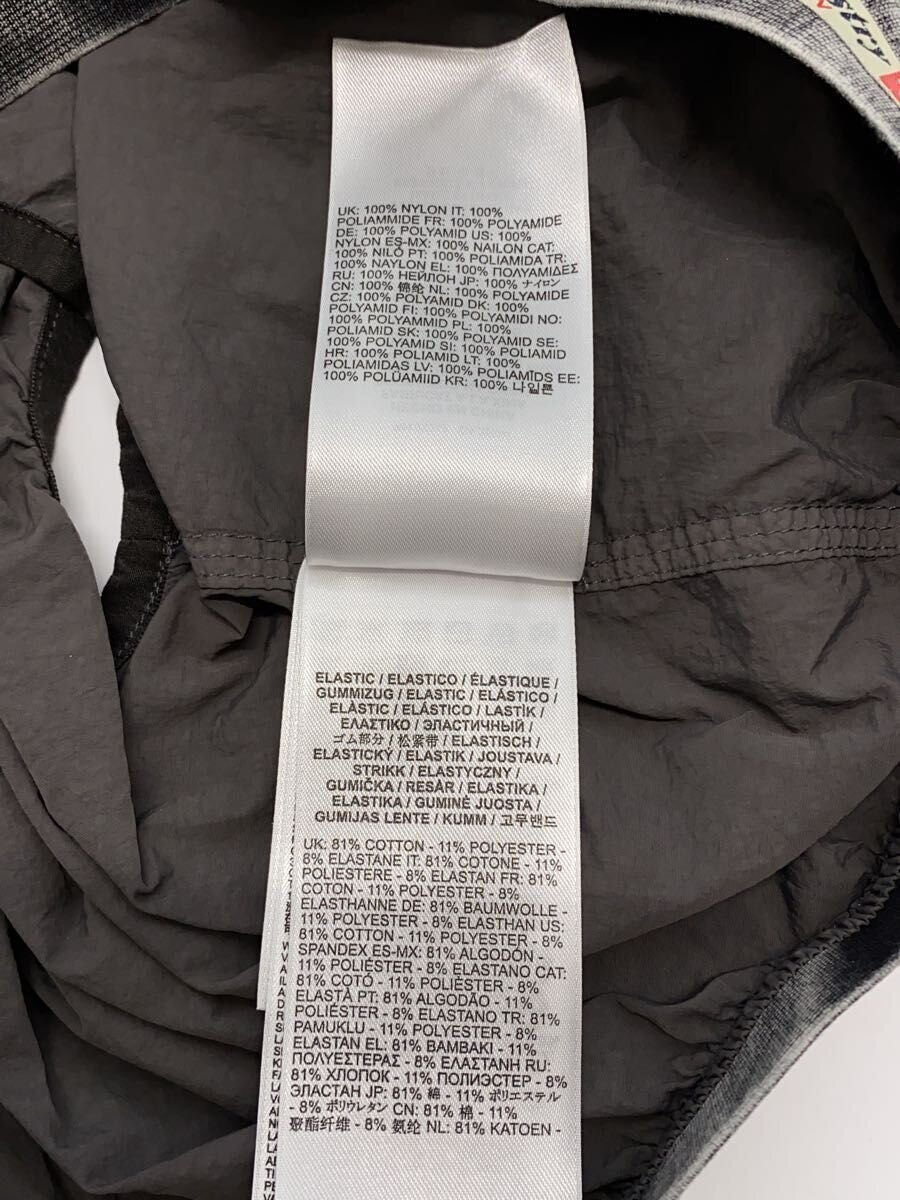 UK: 100% NYLON IT: 100%
POLIAMMIDE FR: 100% POLYAMIDE
DE: 100% POLYAMID US: 100%
NYLON ES-MX: 100% NAILON CAT:
100% NILÓ PT: 100% POLIAMIDA TR:
100% NAYLON EL: 100% ΠΟΛΥΑΜΙΔΕΣ
RU: 100% НЕЙЛОН JP: 100% ナイロン
CN: 100% 锦纶 NL: 100% POLYAMIDE
CZ: 100% POLYAMID DK: 100%
POLYAMID FI: 100% POLYAMIDI NO:
100% POLYAMMID PL: 100%
POLIAMID SK: 100% POLYAMID SE:
100% POLYAMID SI: 100% POLIAMID
HR: 100% POLIAMID LT: 100%
POLIAMIDAS LV: 100% POLIAMĪDS EE:
100% POLÜAMIID KR: 100% 나일론
ELASTIC / ELASTICO / ÉLASTIQUE /
GUMMIZUG / ELASTIC / ELÁSTICO /
ELÀSTIC / ELÁSTICO / LASTİK /
ΕΛΑΣΤΙΚΟ / ЭЛАСТИЧНЫЙ /
ゴム部分 / 松紧带 / ELASTISCH /
ELASTICKÝ / ELASTIK / JOUSTAVA /
STRIKK / ELASTYCZNY /
GUMIČKA / RESÅR / ELASTIKA /
ELASTIKA / GUMINĖ JUOSTA /
GUMIJAS LENTE / KUMM / 고무밴드
UK: 81% COTTON - 11% POLYESTER -
8% ELASTANE IT: 81% COTONE - 11%
POLIESTERE - 8% ELASTAN FR: 81%
COTON - 11% POLYESTER - 8%
ELASTHANNE DE: 81% BAUMWOLLE -
11% POLYESTER - 8% ELASTHAN US:
81% COTTON - 11% POLYESTER - 8%
SPANDEX ES-MX: 81% ALGODÓN -
11% POLIÉSTER - 8% ELASTANO CAT:
81% COTÓ - 11% POLIÈSTER - 8%
ELASTÀ PT: 81% ALGODÃO - 11%
POLIÉSTER - 8% ELASTANO TR: 81%
PAMUKLU - 11% POLYESTER - 8%
ELASTAN EL: 81% ΒΑΜΒΑΚΙ - 11%
ΠΟΛΥΕΣΤΕΡΑΣ - 8% ΕΛΑΣΤΑΝΗ RU:
81% ХЛОПОК - 11% ПОЛИЭСТЕР - 8%
ЭЛАСТАН JP: 81% 綿 - 11% ポリエステル
- 8% ポリウレタン CN: 81% 棉 - 11%
聚酯纤维 - 8% 氨纶 NL: 81% KATOEN -